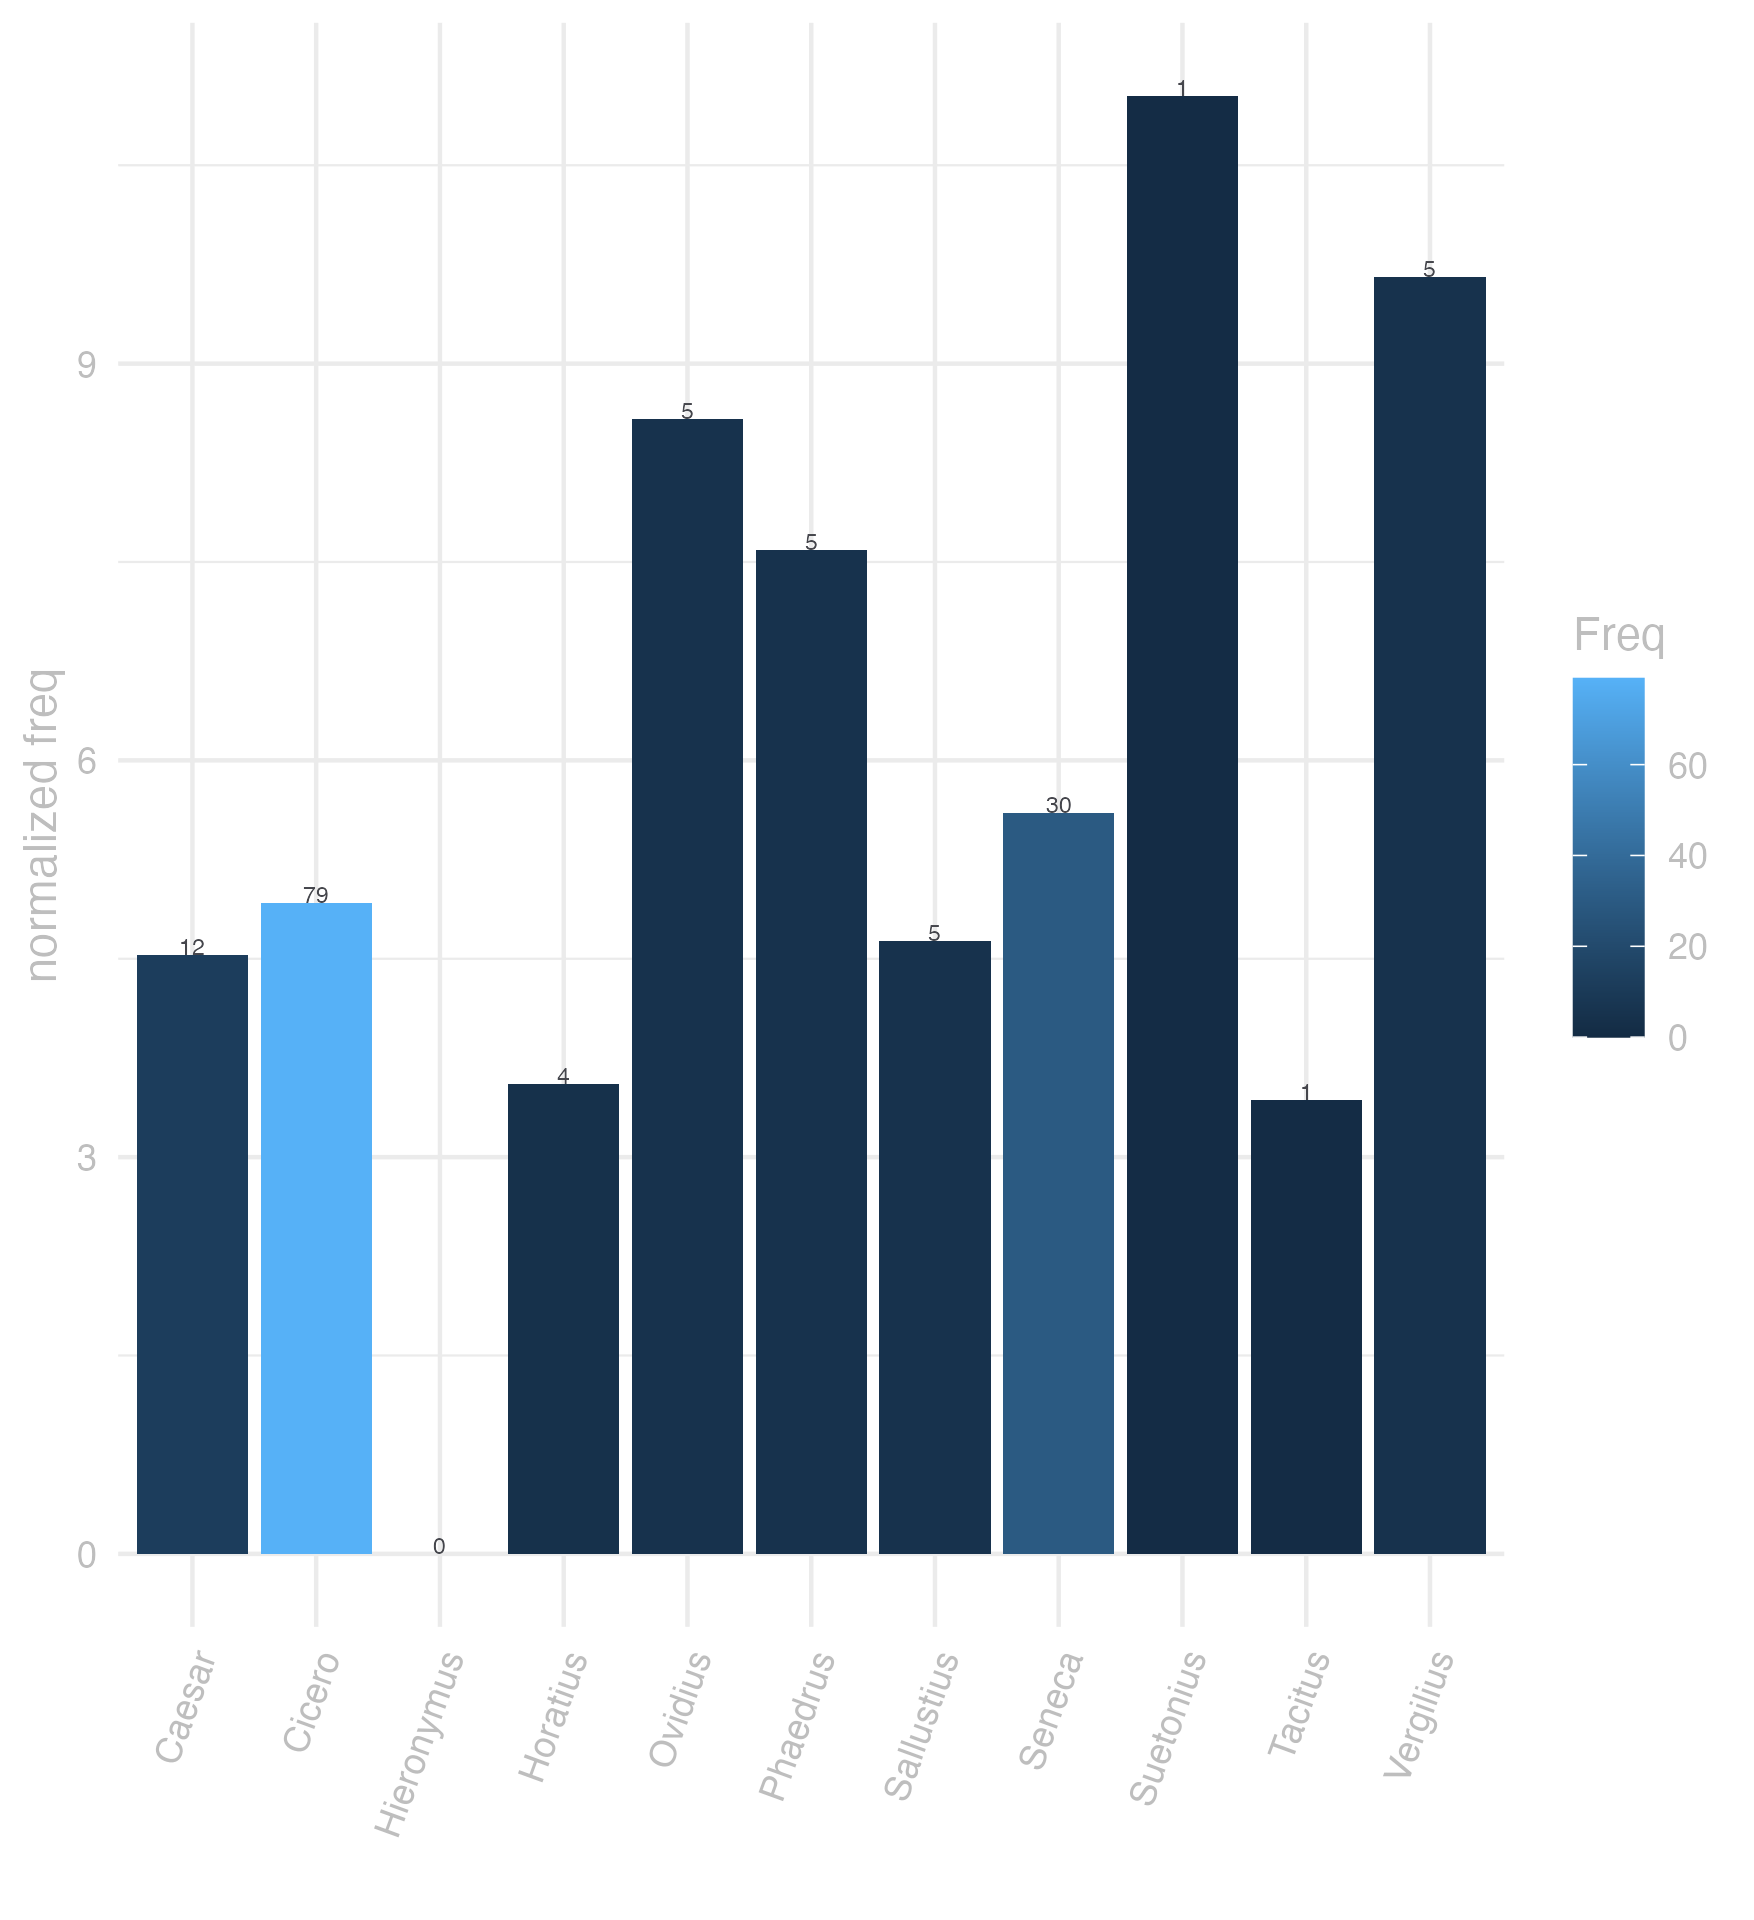 1
5
9
5
5
Freq
normalized freq
6
60
30
40
79
5
12
20
4
1
0
3
0
0
Caesar
Cicero
Hieronymus
Horatius
Ovidius
Phaedrus
Sallustius
Seneca
Suetonius
Tacitus
Vergilius